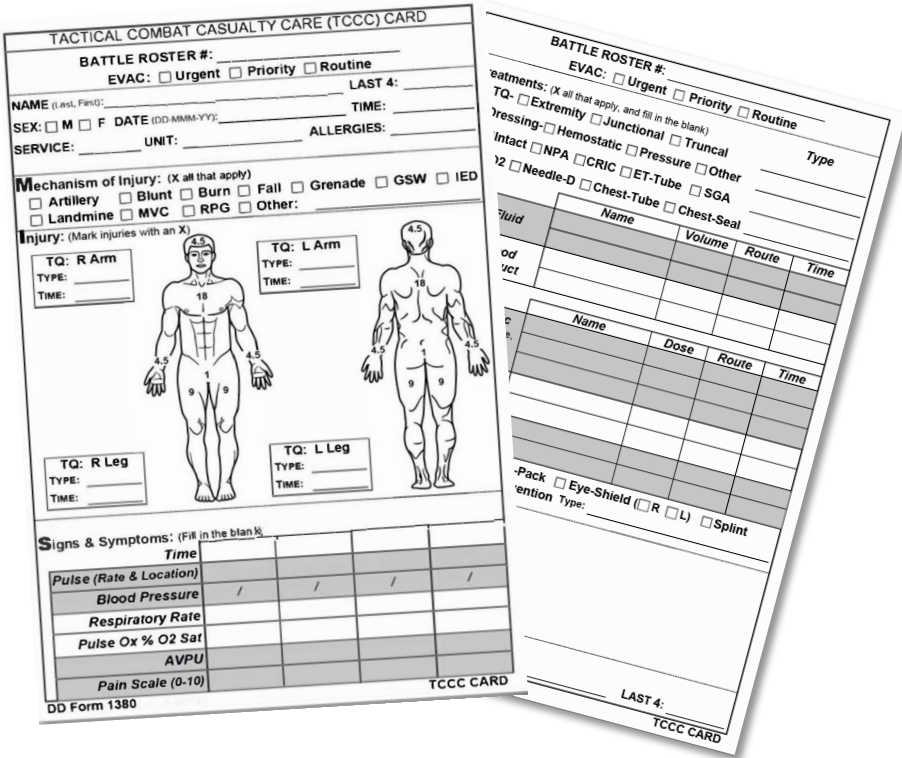 TACTICAL COMBAT CASUALTY CARE (TCCC) CARD
BATTLE ROSTER #:
EVAC: Urgent Priority Routine
NAME (Last, First): LAST 4:
SEX: M F DATE (DD-MMM-YY): TIME:
SERVICE: UNIT: ALLERGIES:
Mechanism of Injury: (X all that apply)
Artillery Blunt Burn Fall Grenade GSW IED
Landmine MVC RPG Other:
Injury: (Mark injuries with an X)
TQ: R Arm
TYPE:
TIME:
TQ: L Arm
TYPE:
TIME:
4.5
18
4.5 4.5
1
9 9
4.5
18
4.5 4.5
1
9 9
TQ: R Leg
TYPE:
TIME:
TQ: L Leg
TYPE:
TIME:
Signs & Symptoms: (Fill in the blank)
Time
Pulse (Rate & Location)
Blood Pressure / / / /
Respiratory Rate
Pulse Ox % O2 Sat
AVPU
Pain Scale (0-10)
DD Form 1380 TCCC CARD
BATTLE ROSTER #:
EVAC: Urgent Priority Routine
eatments: (X all that apply, and fill in the blank) Type
TQ- Extremity Junctional Truncal
ressing- Hemostatic Pressure Other
Intact NPA CRIC ET-Tube SGA
O2 Needle-D Chest-Tube Chest-Seal
Name Volume Route Time
Fluid
od
uct
Name Dose Route Time
c
e.
-Pack Eye-Shield (R L) Splint
ention Type:
LAST 4:
TCCC CARD